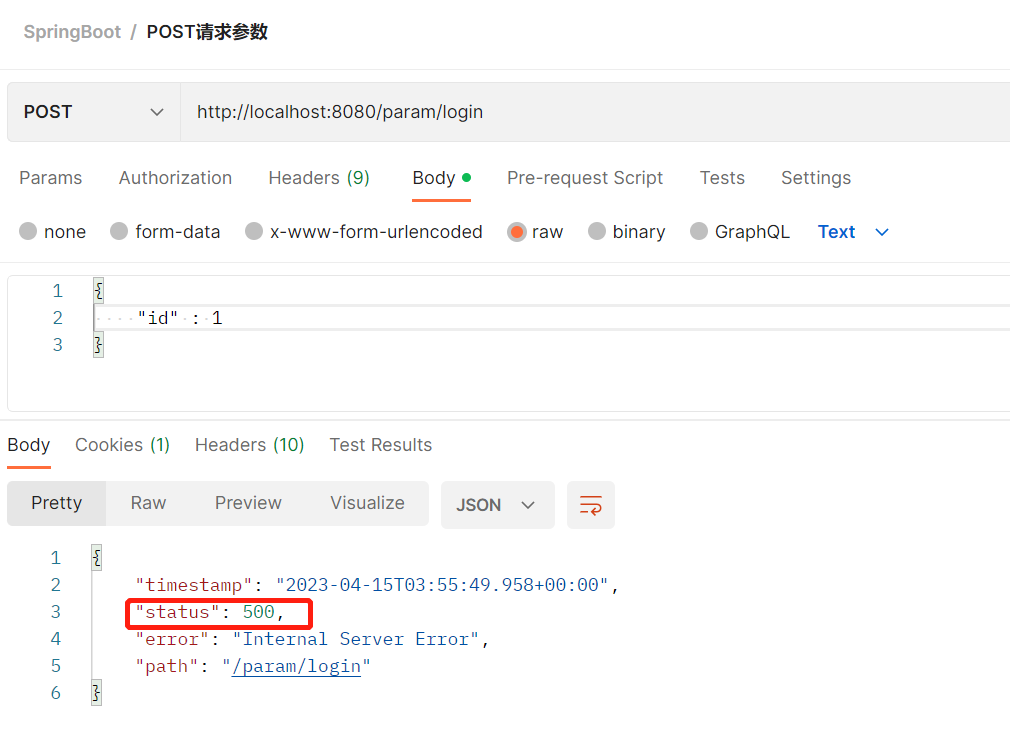 SpringBoot / POST请求参数
POST http://localhost:8080/param/login
Params Authorization Headers (9) Body Pre-request Script Tests Settings
none form-data x-www-form-urlencoded raw binary GraphQL Text
1 {
2 "id" : 1
3 }
Body Cookies (1) Headers (10) Test Results
Pretty Raw Preview Visualize JSON
1 {
2 "timestamp": "2023-04-15T03:55:49.958+00:00",
3 "status": 500,
4 "error": "Internal Server Error",
5 "path": "/param/login"
6 }